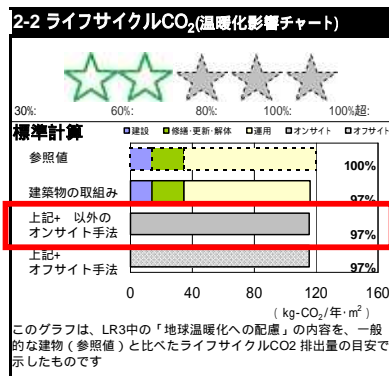 2-2 ライフサイクルCO2(温暖化影響チャート)
30%: 60%: 80%: 100%: 100%超:
標準計算
建設 修繕・更新・解体 運用 オンサイト オフサイト
参照値 100%
建築物の取組み 97%
上記+ 以外の
オンサイト手法 97%
上記+
オフサイト手法 97%
0 40 80 120 160
( kg-CO2/年・m2 )
このグラフは、LR3中の「地球温暖化への配慮」の内容を、一般
的な建物(参照値)と比べたライフサイクルCO2 排出量の目安で
示したものです